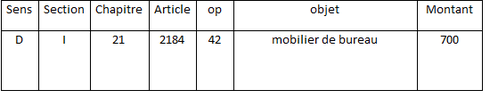 Sens Section Chapitre Article op objet Montant
D I 21 2184 42 mobilier de bureau 700